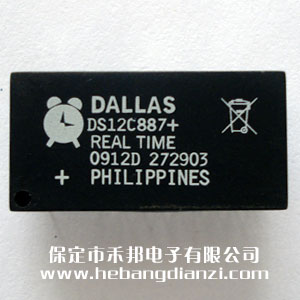 DALLAS
DS12C887+
REAL TIME
0912D 272903
+ PHILIPPINES
保定市禾邦电子有限公司
www.hebangdianzi.com